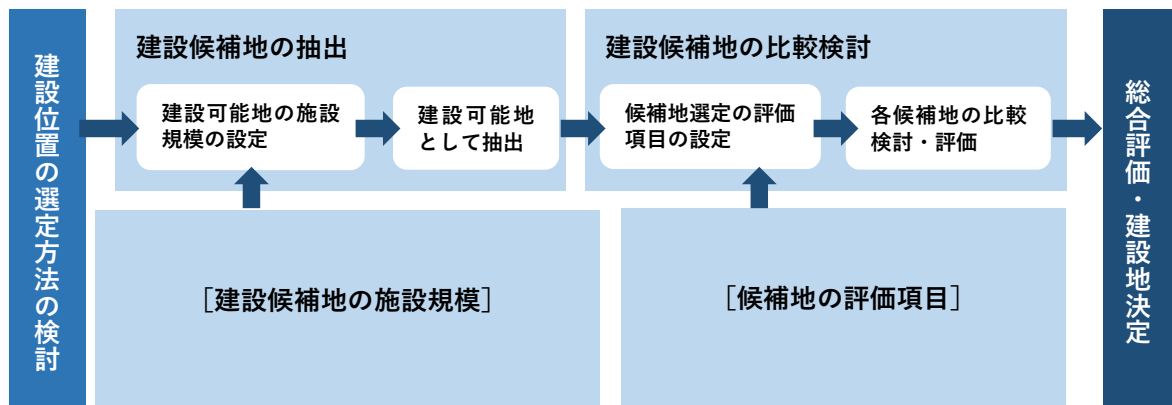 建設位置の選定方法の検討
建設候補地の抽出
建設可能地の施設
規模の設定
建設可能地
として抽出
建設候補地の比較検討
候補地選定の評価
項目の設定
各候補地の比較
検討・評価
総合評価・建設地決定
［建設候補地の施設規模］
［候補地の評価項目］